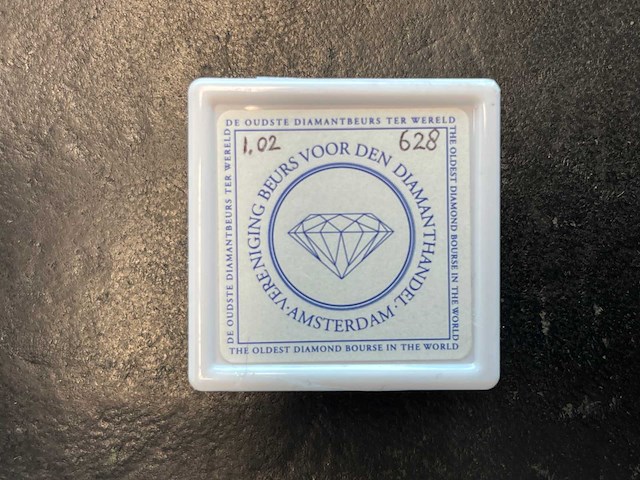 DE OUDSTE DIAMANTBEURS TER WERELD
1.02
628
DE OUDSTE DIAMANTBEURS TER WERELD
THE OLDEST DIAMOND BOURSE IN THE WORLD
VERENIGING BEURS VOOR DEN DIAMANTHANDEL
·AMSTERDAM·
THE OLDEST DIAMOND BOURSE IN THE WORLD